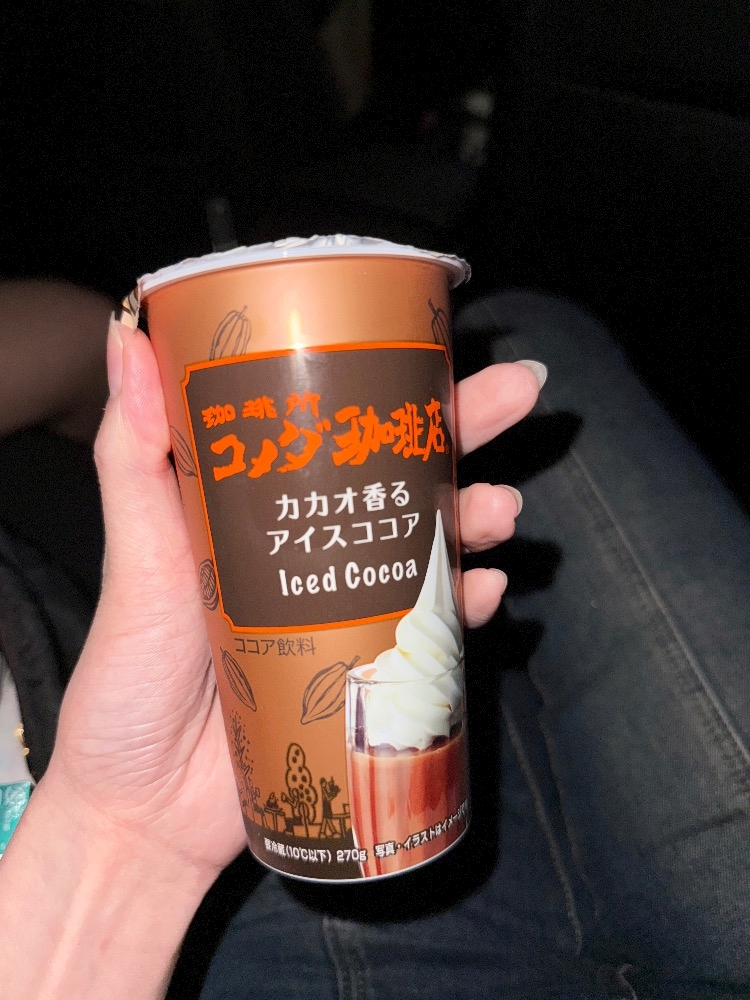 珈琲所
コメダ珈琲店
カカオ香る
アイスココア
Iced Cocoa
ココア飲料
要冷蔵(10℃以下) 270g 写真・イラストはイメージです